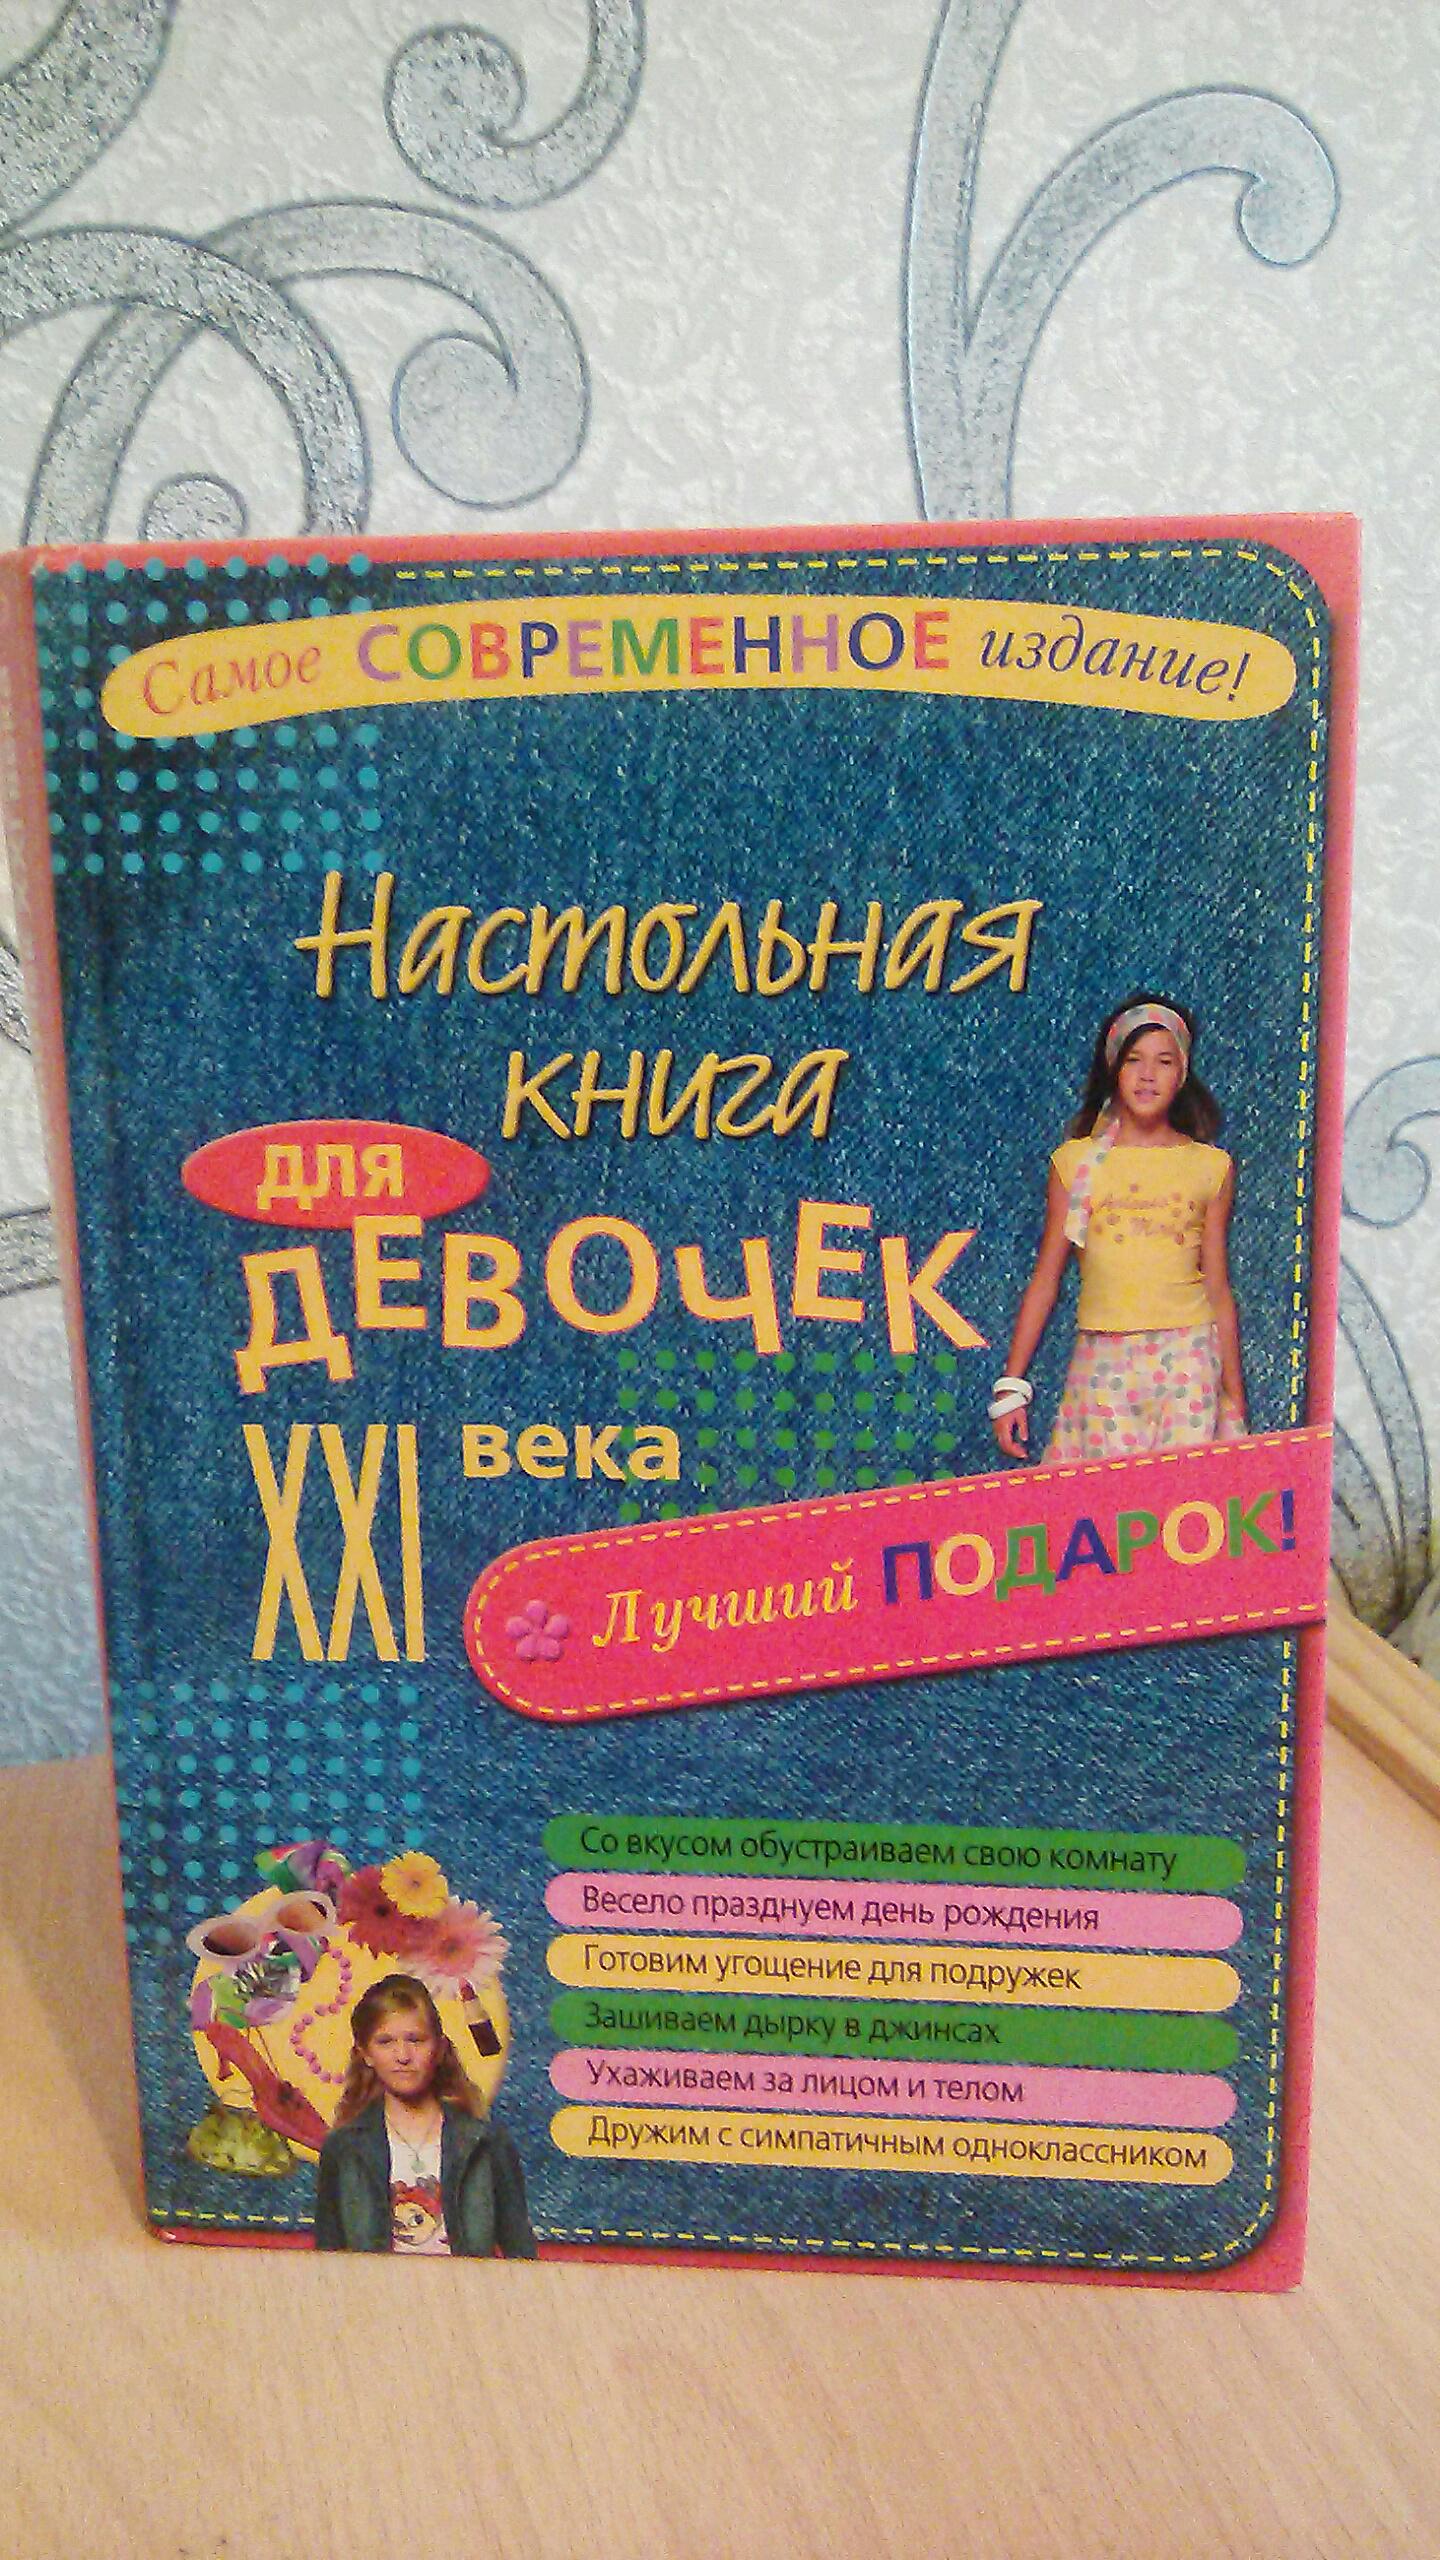 Самое СОВРЕМЕННОЕ издание!
Настольная
книга
для
ДЕВОЧЕК
XXI века
Лучший ПОДАРОК!
Со вкусом обустраиваем свою комнату
Весело празднуем день рождения
Готовим угощение для подружек
Зашиваем дырку в джинсах
Ухаживаем за лицом и телом
Дружим с симпатичным одноклассником